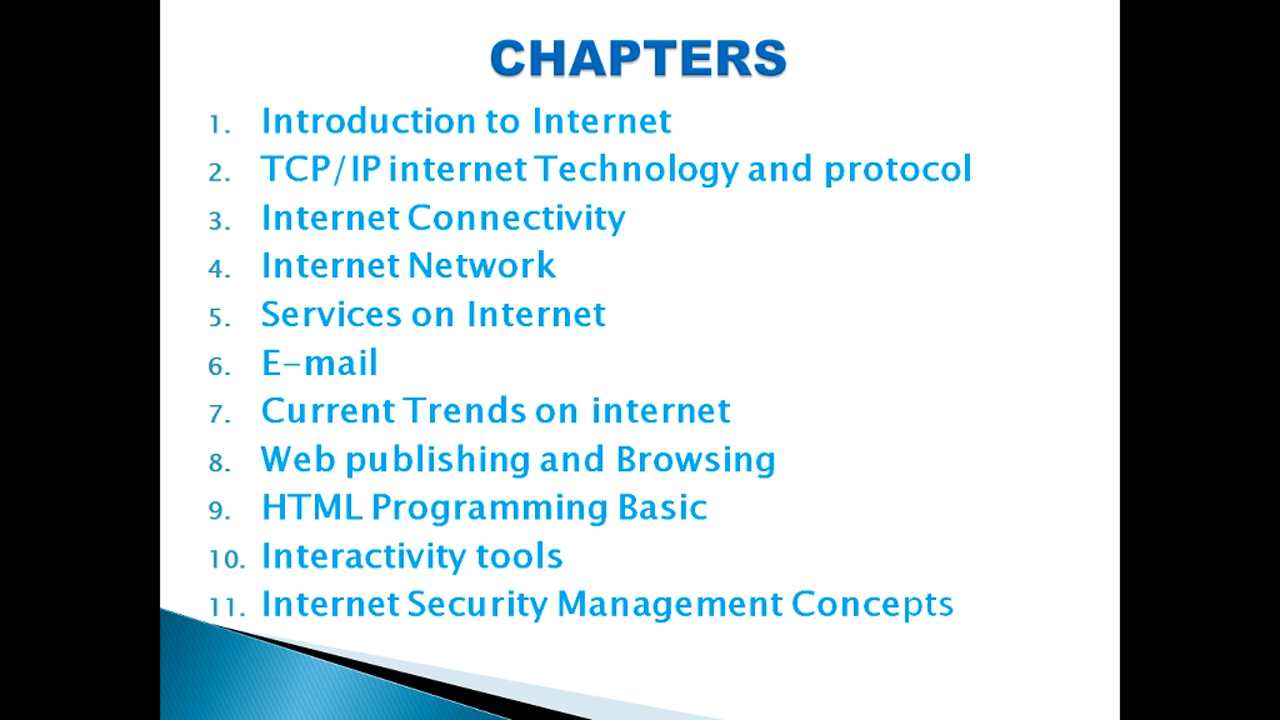 CHAPTERS
1. Introduction to Internet
2. TCP/IP internet Technology and protocol
3. Internet Connectivity
4. Internet Network
5. Services on Internet
6. E-mail
7. Current Trends on internet
8. Web publishing and Browsing
9. HTML Programming Basic
10. Interactivity tools
11. Internet Security Management Concepts